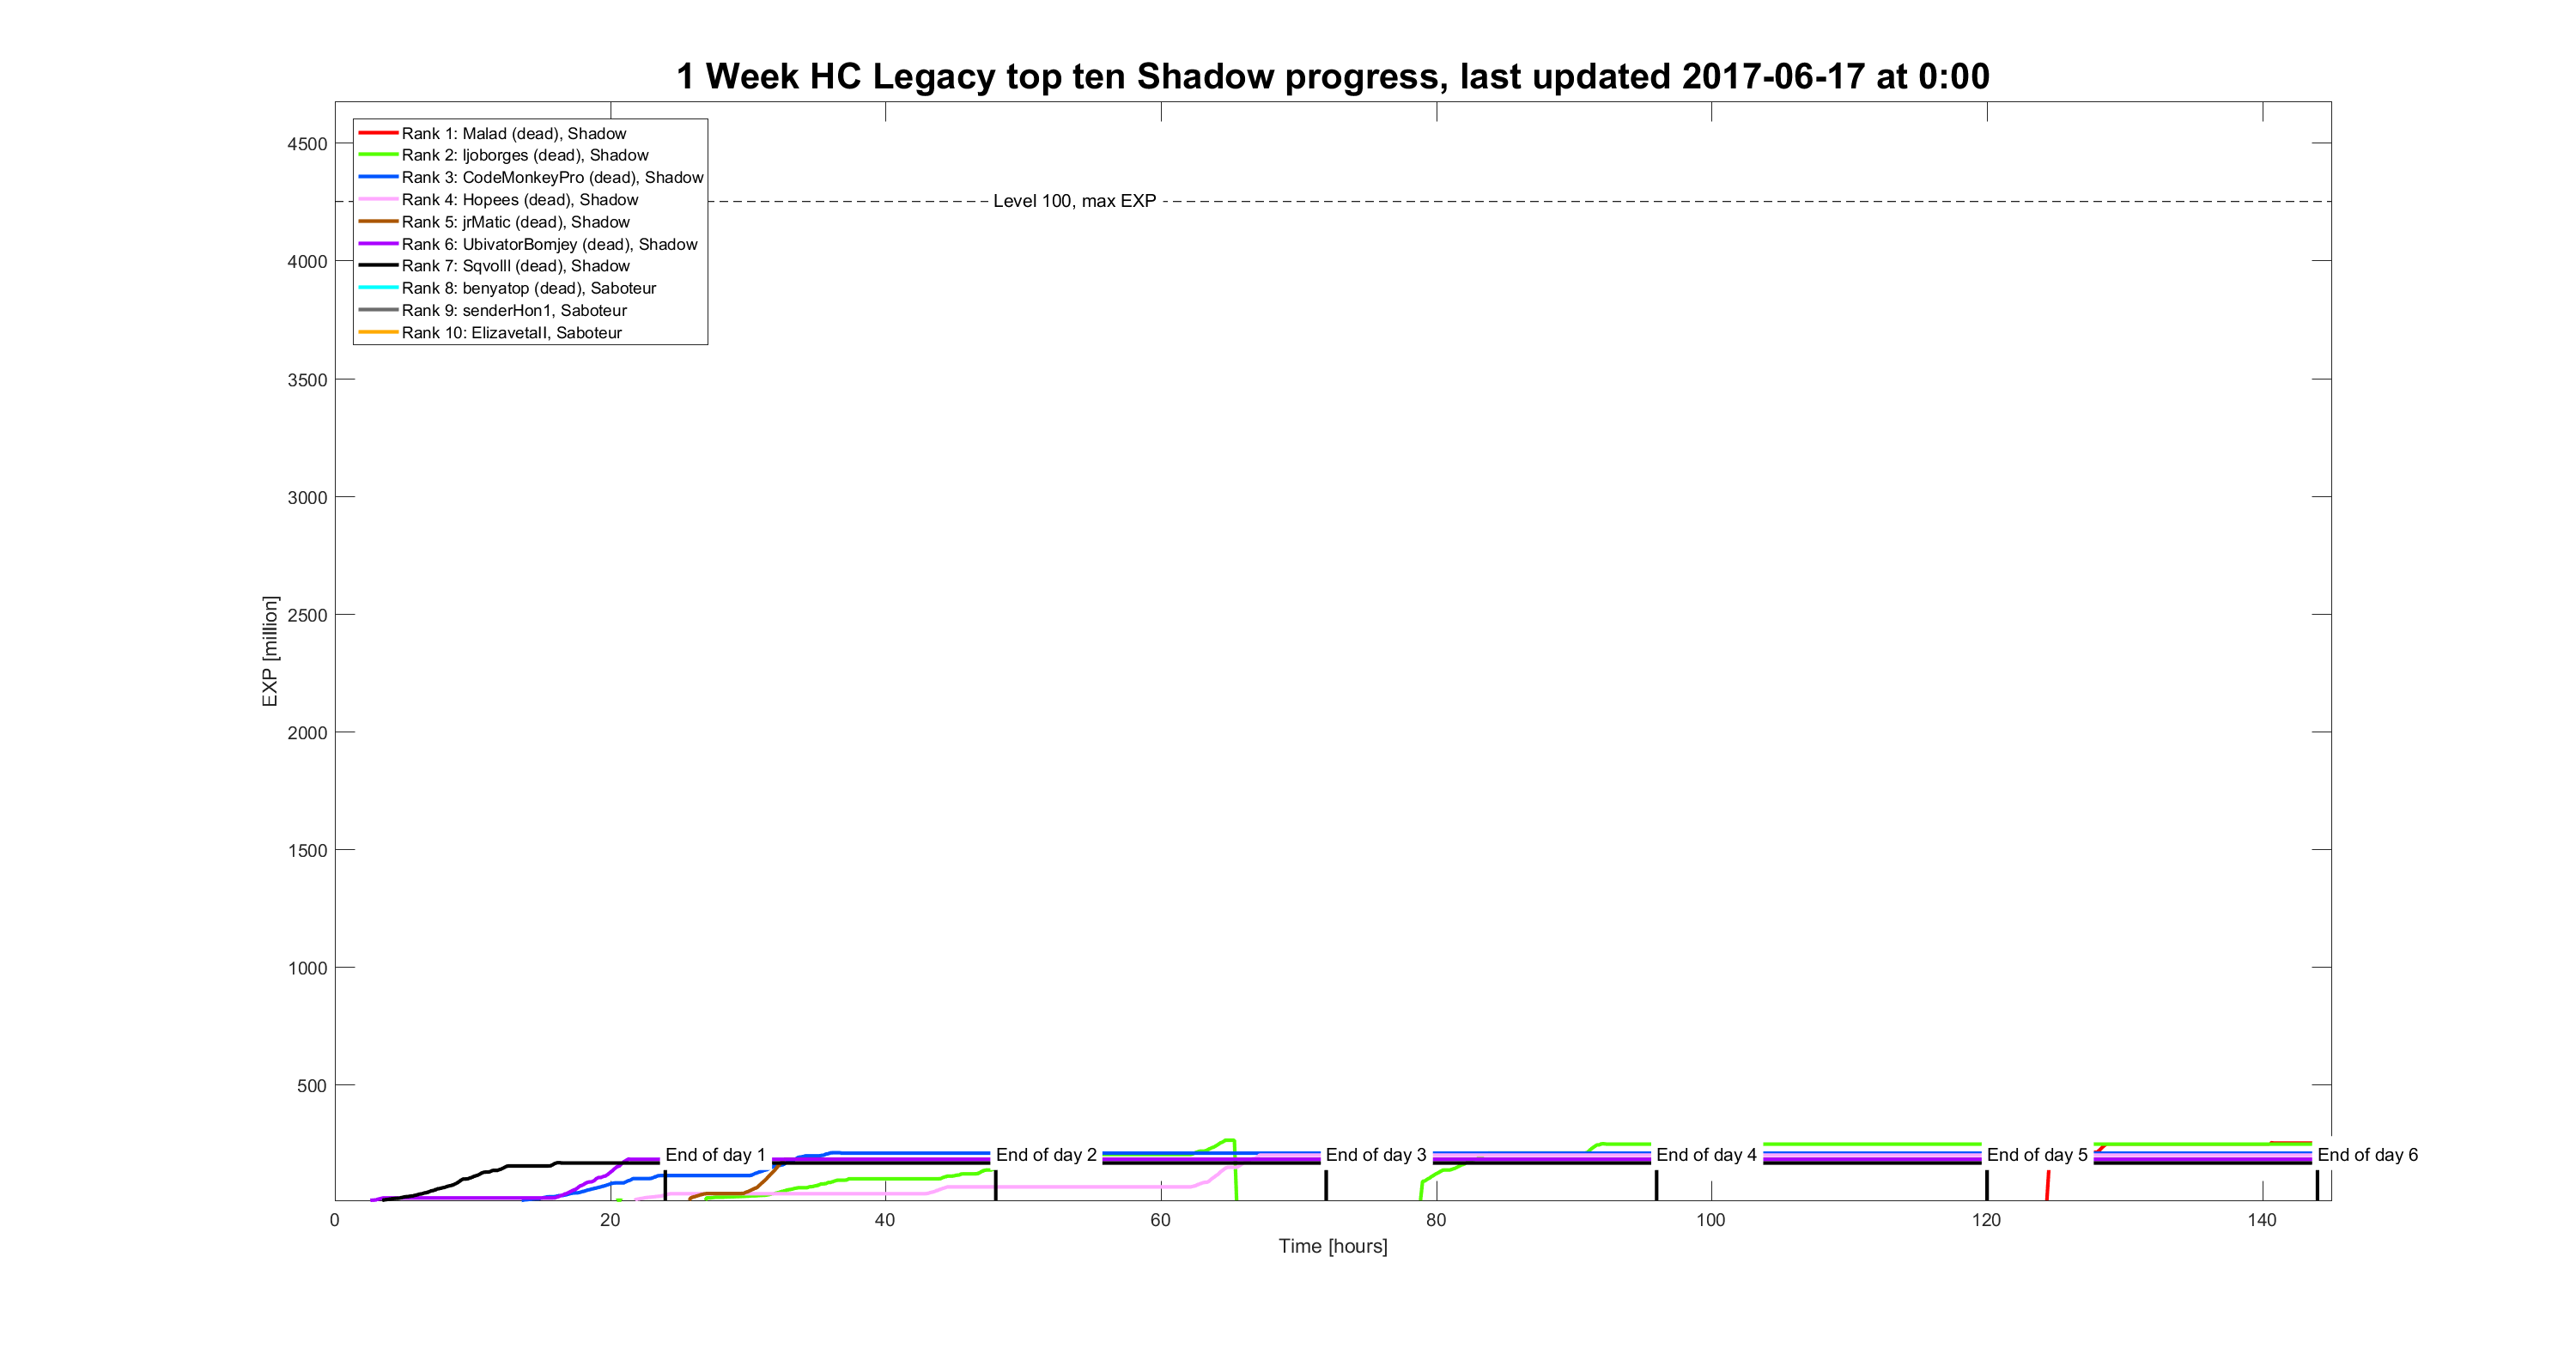 1 Week HC Legacy top ten Shadow progress, last updated 2017-06-17 at 0:00
Rank 1: Malad (dead), Shadow
Rank 2: ljoborges (dead), Shadow
Rank 3: CodeMonkeyPro (dead), Shadow
Rank 4: Hopees (dead), Shadow
Rank 5: jrMatic (dead), Shadow
Rank 6: UbivatorBomjey (dead), Shadow
Rank 7: SqvolII (dead), Shadow
Rank 8: benyatop (dead), Saboteur
Rank 9: senderHon1, Saboteur
Rank 10: ElizavetaII, Saboteur
Level 100, max EXP
4500
4000
3500
3000
2500
2000
1500
1000
500
EXP [million]
End of day 1
End of day 2
End of day 3
End of day 4
End of day 5
End of day 6
0
20
40
60
80
100
120
140
Time [hours]